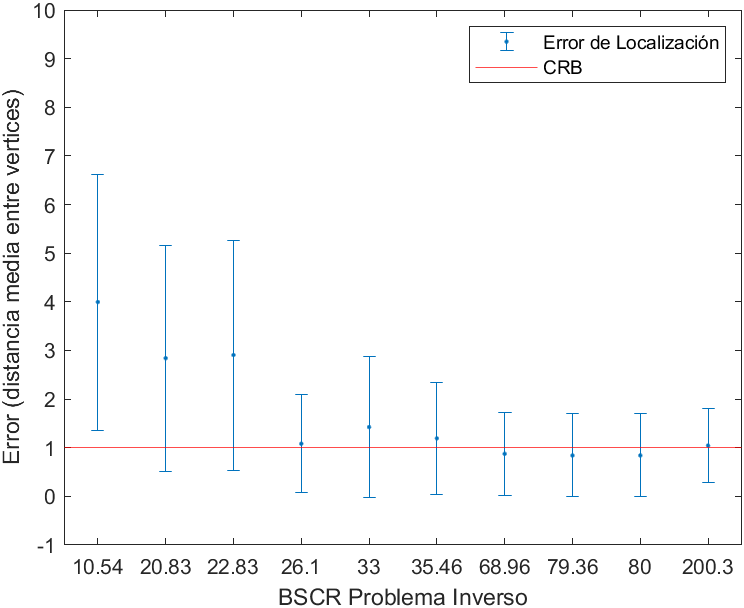 10
9
8
7
6
5
4
3
2
1
0
-1
Error (distancia media entre vertices)
Error de Localización
CRB
10.54 20.83 22.83 26.1 33 35.46 68.96 79.36 80 200.3
BSCR Problema Inverso